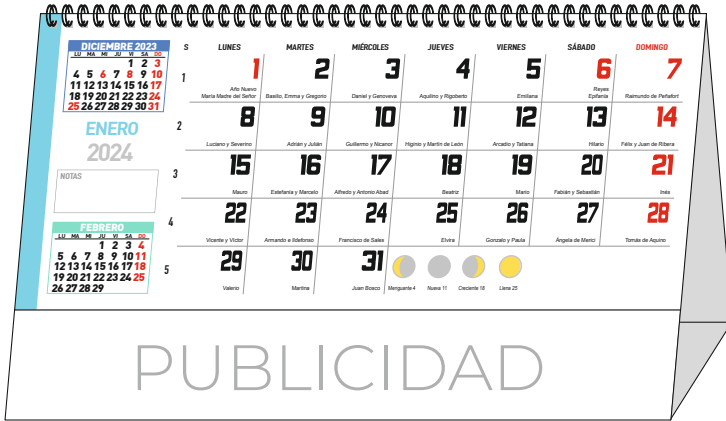 DICIEMBRE 2023
LU MA MI JU VI SA DO
1 2 3
4 5 6 7 8 9 10
11 12 13 14 15 16 17
18 19 20 21 22 23 24
25 26 27 28 29 30 31
ENERO
2024
NOTAS
FEBRERO
LU MA MI JU VI SA DO
1 2 3 4
5 6 7 8 9 10 11
12 13 14 15 16 17 18
19 20 21 22 23 24 25
26 27 28 29
S LUNES MARTES MIÉRCOLES JUEVES VIERNES SÁBADO DOMINGO
1 1 2 3 4 5 6 7
Año Nuevo Reyes
María Madre del Señor Basilio, Emma y Gregorio Daniel y Genoveva Aquilino y Rigoberto Emiliana Epifanía Raimundo de Peñafort
2 8 9 10 11 12 13 14
Luciano y Severino Adrián y Julián Guillermo y Nicanor Higinio y Martín de León Arcadio y Tatiana Hilario Félix y Juan de Ribera
3 15 16 17 18 19 20 21
Mauro Estefanía y Marcelo Alfredo y Antonio Abad Beatriz Mario Fabián y Sebastián Inés
4 22 23 24 25 26 27 28
Vicente y Víctor Armando e Ildefonso Francisco de Sales Elvira Gonzalo y Paula Ángela de Merici Tomás de Aquino
5 29 30 31
Valerio Martina Juan Bosco Menguante 4 Nueva 11 Creciente 18 Llena 25
PUBLICIDAD